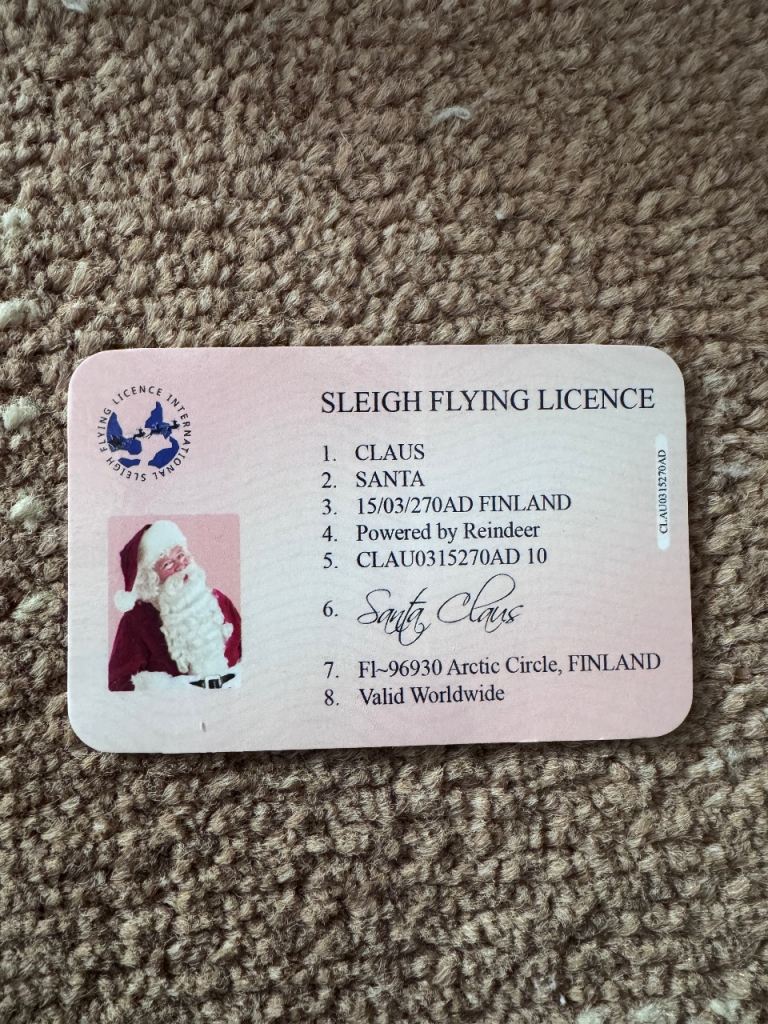 SLEIGH FLYING LICENCE INTERNATIONAL
SLEIGH FLYING LICENCE
1. CLAUS
2. SANTA
3. 15/03/270AD FINLAND
4. Powered by Reindeer
5. CLAU0315270AD 10
6. Santa Claus
7. Fl~96930 Arctic Circle, FINLAND
8. Valid Worldwide
CLAU0315270AD